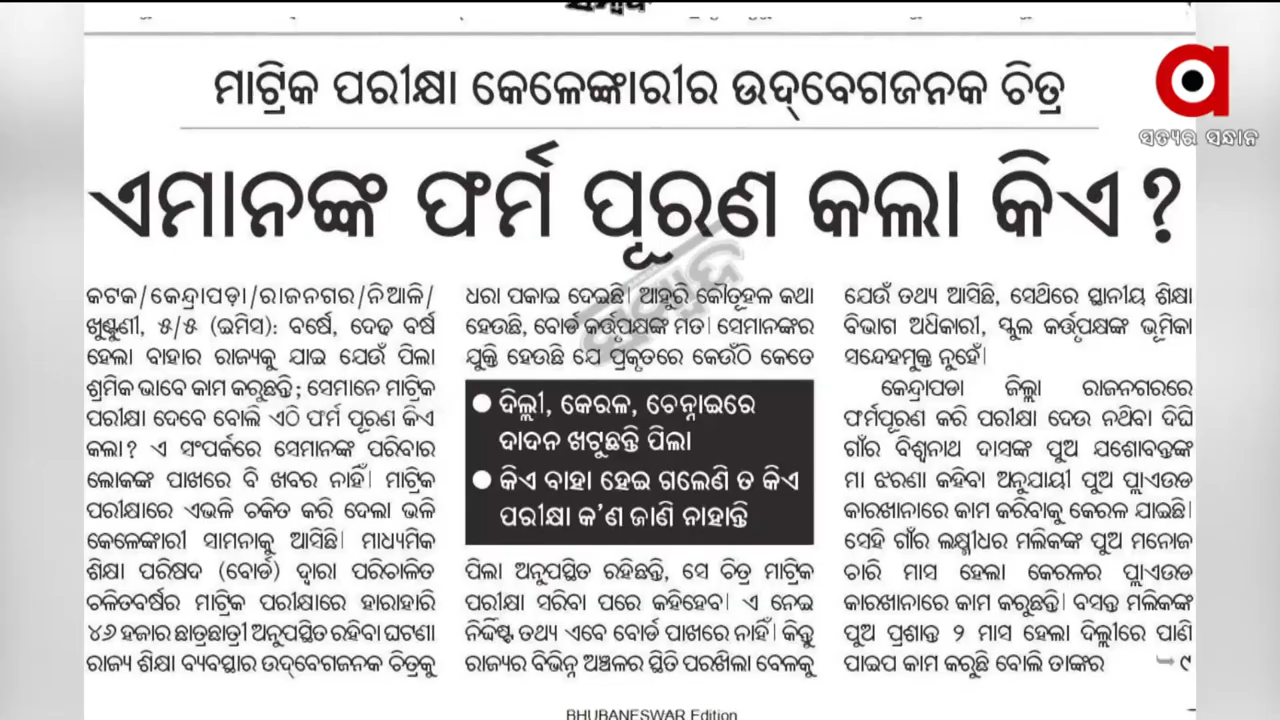 ମାଟ୍ରିକ ପରୀକ୍ଷା କେଳେଙ୍କାରୀର ଉଦ୍‌ବେଗଜନକ ଚିତ୍ର
ସତ୍ୟର ସନ୍ଧାନ
ଏମାନଙ୍କ ଫର୍ମ ପୂରଣ କଲା କିଏ ?
କଟକ/କେନ୍ଦ୍ରାପଡ଼ା/ରାଜନଗର/ନିଆଳି/
ଖୁଣ୍ଟୁଣୀ, ୫/୫ (ଇମିସ): ବର୍ଷେ, ଦେଢ ବର୍ଷ
ହେଲା ବାହାର ରାଜ୍ୟକୁ ଯାଇ ଯେଉଁ ପିଲା
ଶ୍ରମିକ ଭାବେ କାମ କରୁଛନ୍ତି; ସେମାନେ ମାଟ୍ରିକ
ପରୀକ୍ଷା ଦେବେ ବୋଲି ଏଠି ଫର୍ମ ପୂରଣ କିଏ
କଲା? ଏ ସଂପର୍କରେ ସେମାନଙ୍କ ପରିବାର
ଲୋକଙ୍କ ପାଖରେ ବି ଖବର ନାହିଁ। ମାଟ୍ରିକ
ପରୀକ୍ଷାରେ ଏଭଳି ଚକିତ କରି ଦେଲା ଭଳି
କେଳେଙ୍କାରୀ ସାମନାକୁ ଆସିଛି। ମାଧ୍ୟମିକ
ଶିକ୍ଷା ପରିଷଦ (ବୋର୍ଡ) ଦ୍ୱାରା ପରିଚାଳିତ
ଚଳିତବର୍ଷର ମାଟ୍ରିକ ପରୀକ୍ଷାରେ ହାରାହାରି
୪୬ ହଜାର ଛାତ୍ରଛାତ୍ରୀ ଅନୁପସ୍ଥିତ ରହିବା ଘଟଣା
ରାଜ୍ୟ ଶିକ୍ଷା ବ୍ୟବସ୍ଥାର ଉଦ୍‌ବେଗଜନକ ଚିତ୍ରକୁ
ଧରା ପକାଇ ଦେଇଛି। ଆହୁରି କୌତୂହଳ କଥା
ହେଉଛି, ବୋର୍ଡ କର୍ତ୍ତୃପକ୍ଷଙ୍କ ମତ। ସେମାନଙ୍କର
ଯୁକ୍ତି ହେଉଛି ଯେ ପ୍ରକୃତରେ କେଉଁଠି କେତେ
● ଦିଲ୍ଲୀ, କେରଳ, ଚେନ୍ନାଇରେ
ଦାଦନ ଖଟୁଛନ୍ତି ପିଲା
● କିଏ ବାହା ହେଇ ଗଲେଣି ତ କିଏ
ପରୀକ୍ଷା କ'ଣ ଜାଣି ନାହାନ୍ତି
ପିଲା ଅନୁପସ୍ଥିତ ରହିଛନ୍ତି, ସେ ଚିତ୍ର ମାଟ୍ରିକ
ପରୀକ୍ଷା ସରିବା ପରେ କହିହେବ। ଏ ନେଇ
ନିର୍ଦ୍ଦିଷ୍ଟ ତଥ୍ୟ ଏବେ ବୋର୍ଡ ପାଖରେ ନାହିଁ। କିନ୍ତୁ
ରାଜ୍ୟର ବିଭିନ୍ନ ଅଞ୍ଚଳର ସ୍ଥିତି ପରଖିଲା ବେଳକୁ
ଯେଉଁ ତଥ୍ୟ ଆସିଛି, ସେଥିରେ ସ୍ଥାନୀୟ ଶିକ୍ଷା
ବିଭାଗ ଅଧିକାରୀ, ସ୍କୁଲ କର୍ତ୍ତୃପକ୍ଷଙ୍କ ଭୂମିକା
ସନ୍ଦେହମୁକ୍ତ ନୁହେଁ।
କେନ୍ଦ୍ରାପଡା ଜିଲ୍ଲା ରାଜନଗରରେ
ଫର୍ମପୂରଣ କରି ପରୀକ୍ଷା ଦେଉ ନଥିବା ଦିଘି
ଗାଁର ବିଶ୍ୱନାଥ ଦାସଙ୍କ ପୁଅ ଯଶୋବନ୍ତଙ୍କ
ମା ଝରଣା କହିବା ଅନୁଯାୟୀ ପୁଅ ପ୍ଲାଏଉଡ
କାରଖାନାରେ କାମ କରିବାକୁ କେରଳ ଯାଇଛି।
ସେହି ଗାଁର ଲକ୍ଷ୍ମୀଧର ମଲିକଙ୍କ ପୁଅ ମନୋଜ
ଚାରି ମାସ ହେଲା କେରଳର ପ୍ଲାଏଉଡ
କାରଖାନାରେ କାମ କରୁଛନ୍ତି। ବସନ୍ତ ମଲିକଙ୍କ
ପୁଅ ପ୍ରଶାନ୍ତ ୨ ମାସ ହେଲା ଦିଲ୍ଲୀରେ ପାଣି
ପାଇପ କାମ କରୁଛି ବୋଲି ତାଙ୍କର ୯
BHUBANESWAR Edition